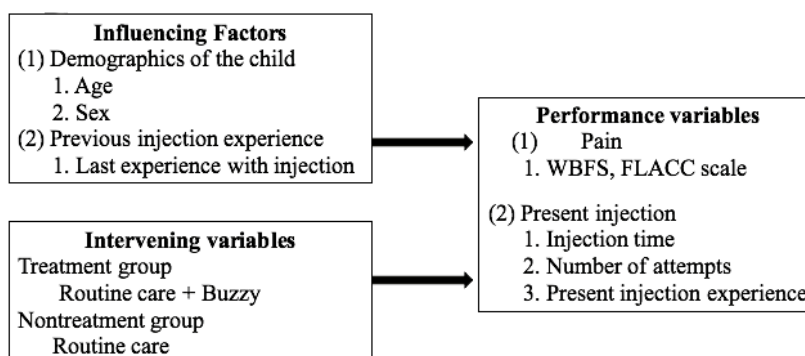 Influencing Factors
(1) Demographics of the child
1. Age
2. Sex
(2) Previous injection experience
1. Last experience with injection
Intervening variables
Treatment group
Routine care + Buzzy
Nontreatment group
Routine care
Performance variables
(1) Pain
1. WBFS, FLACC scale
(2) Present injection
1. Injection time
2. Number of attempts
3. Present injection experience